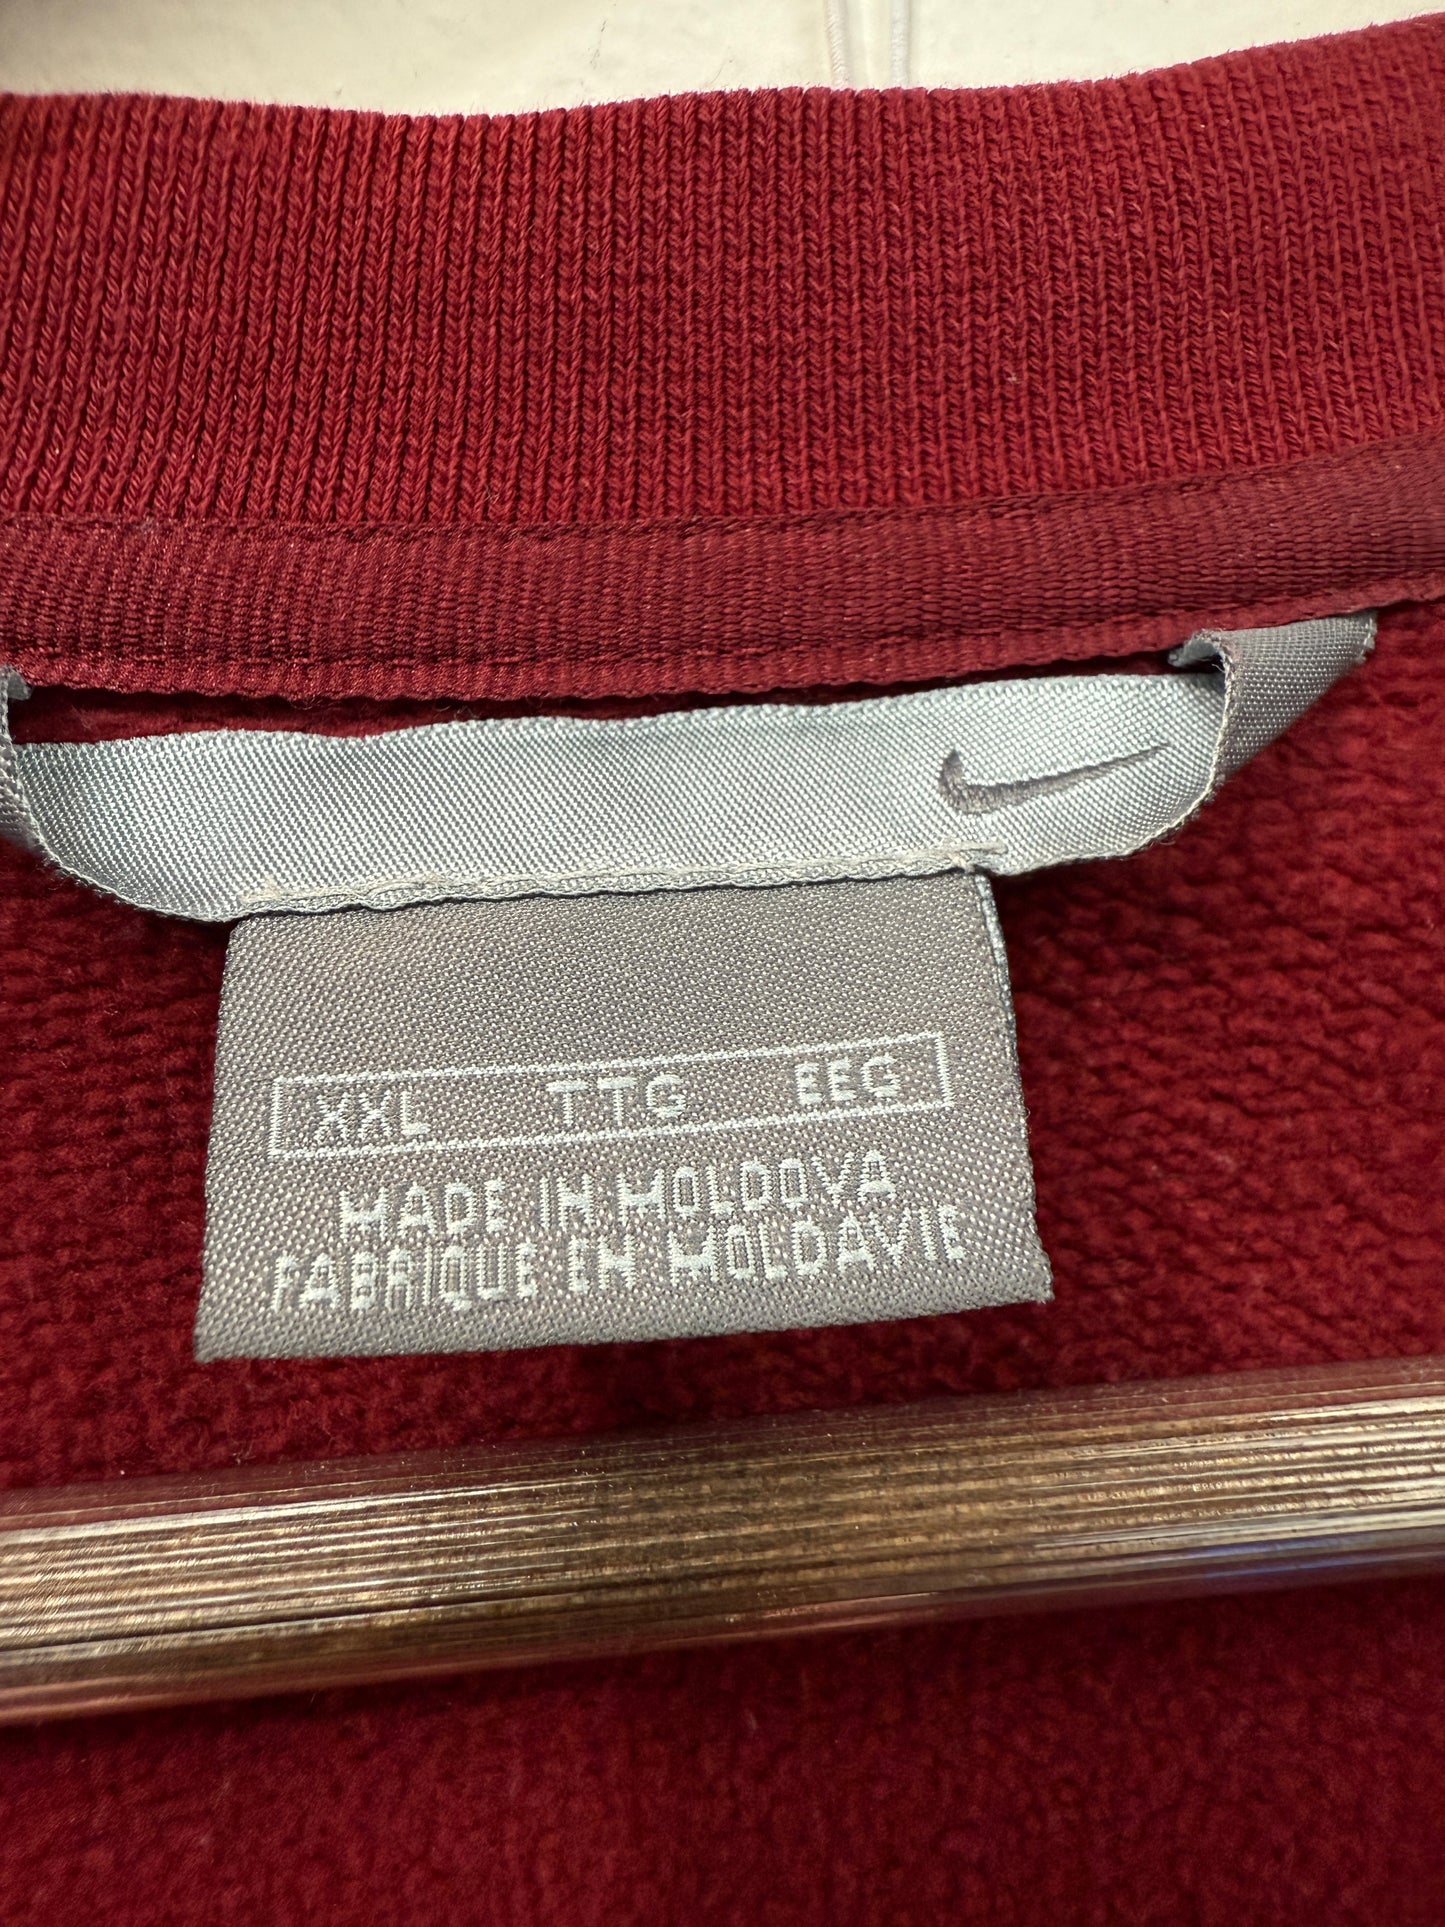 XXL TTG EEG
MADE IN MOLDOVA
FABRIQUE EN MOLDAVIE